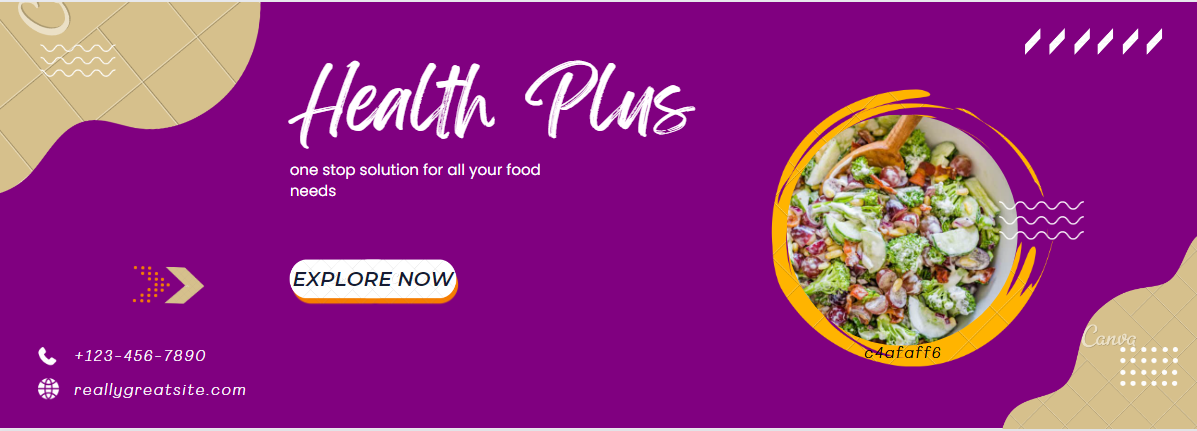 Health Plus
one stop solution for all your food
needs
EXPLORE NOW
+123-456-7890
reallygreatsite.com
c4afaff6
Canva